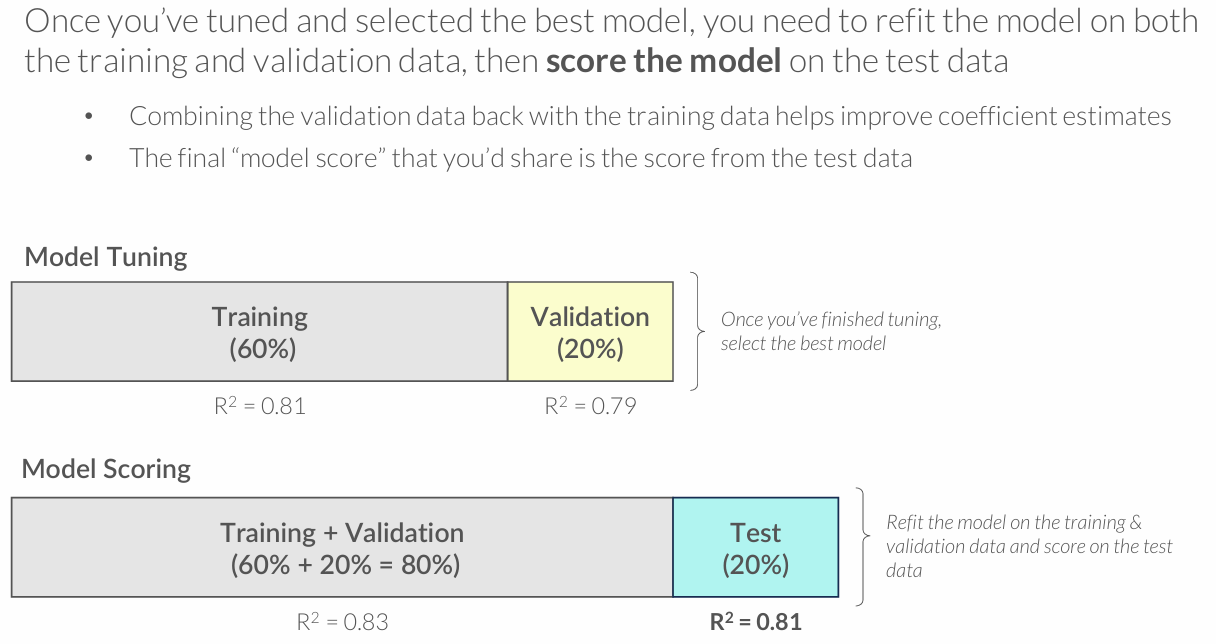 Once you’ve tuned and selected the best model, you need to refit the model on both
the training and validation data, then score the model on the test data
• Combining the validation data back with the training data helps improve coefficient estimates
• The final “model score” that you’d share is the score from the test data
Model Tuning
Training
(60%)
Validation
(20%)
Once you’ve finished tuning,
select the best model
R² = 0.81
R² = 0.79
Model Scoring
Training + Validation
(60% + 20% = 80%)
Test
(20%)
Refit the model on the training &
validation data and score on the test
data
R² = 0.83
R² = 0.81